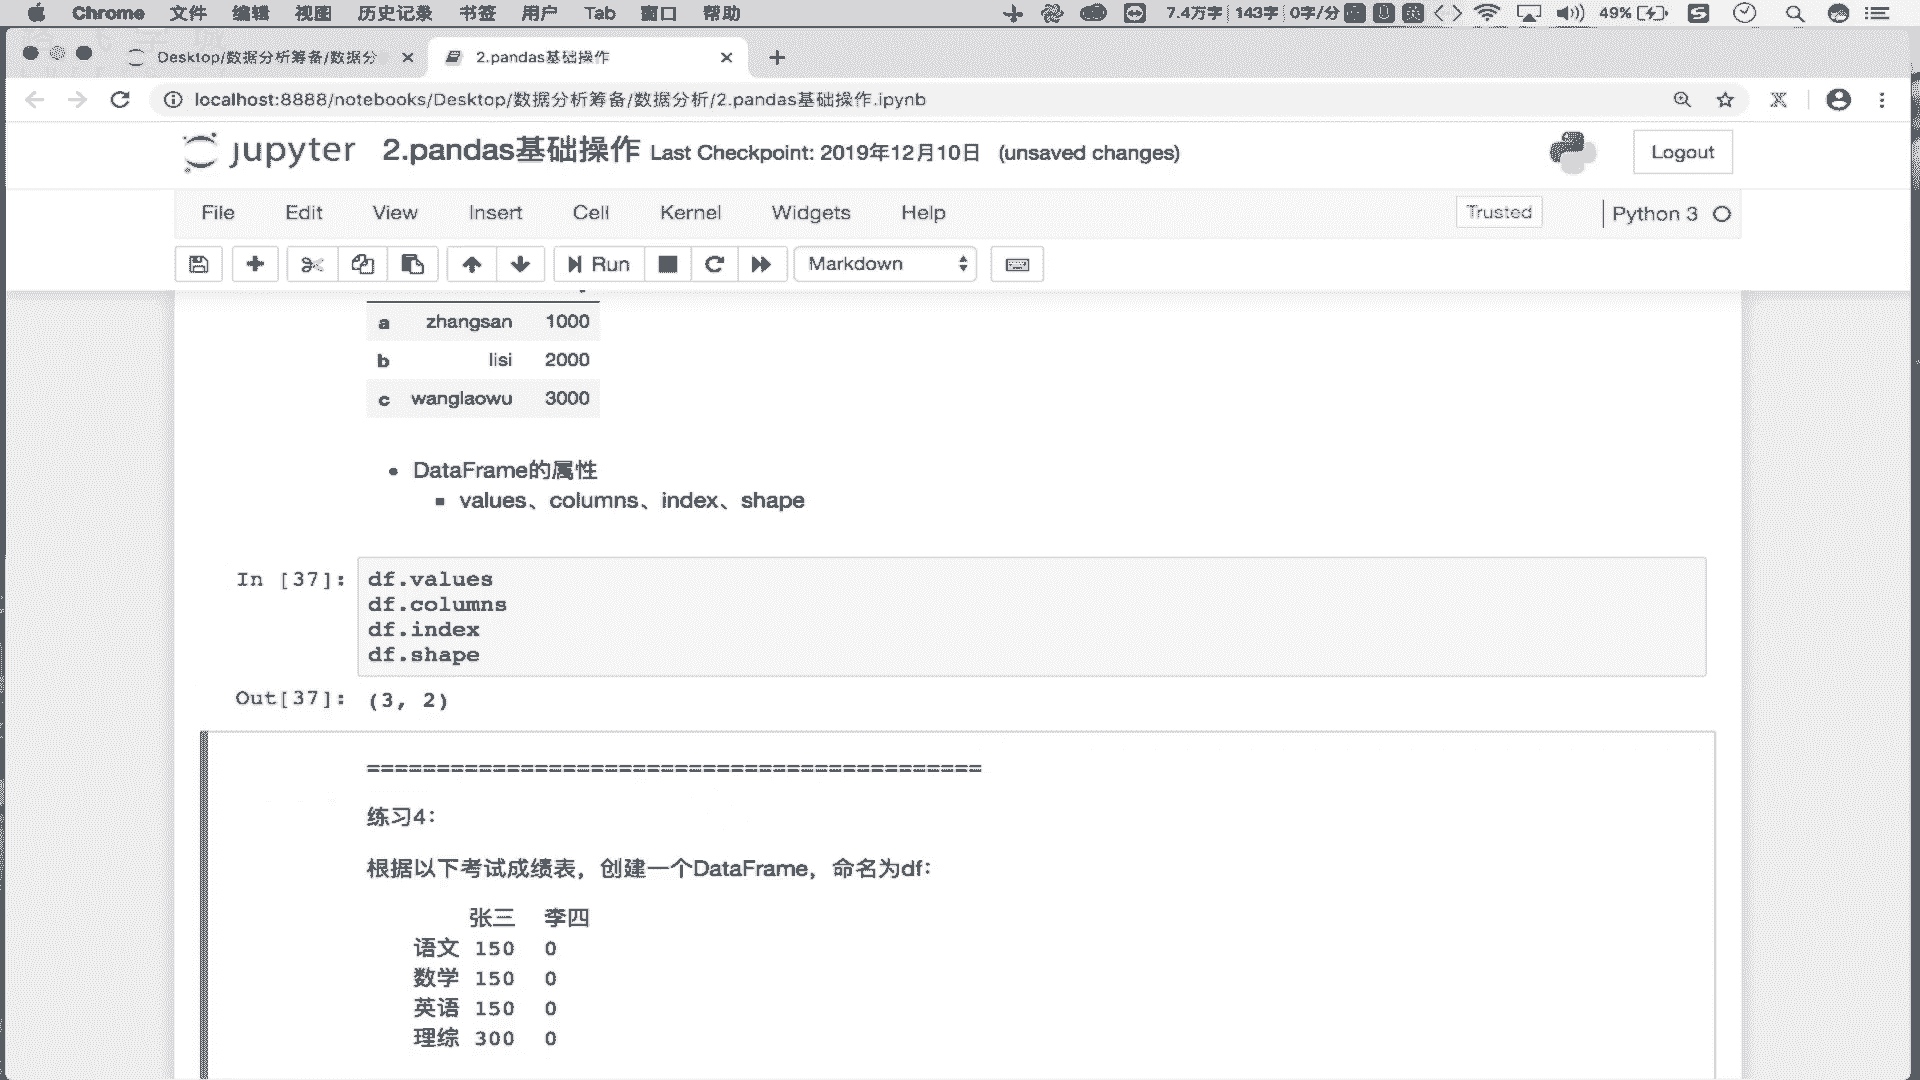 Chrome 文件 编辑 视图 历史记录 书签 用户 Tab 窗口 帮助 7.4万字 143字 0字/分 英 49%
Desktop/数据分析筹备/数据分
2.pandas基础操作
localhost:8888/notebooks/Desktop/数据分析筹备/数据分析/2.pandas基础操作.ipynb
jupyter 2.pandas基础操作 Last Checkpoint: 2019年12月10日 (unsaved changes)
Logout
File Edit View Insert Cell Kernel Widgets Help
Trusted
Python 3
Run
Markdown
a zhangsan 1000
b lisi 2000
c wanglaowu 3000
• DataFrame的属性
▪ values、columns、index、shape
In [37]: df.values
df.columns
df.index
df.shape
Out[37]: (3, 2)
============================================
练习4：
根据以下考试成绩表，创建一个DataFrame，命名为df：
张三 李四
语文 150 0
数学 150 0
英语 150 0
理综 300 0